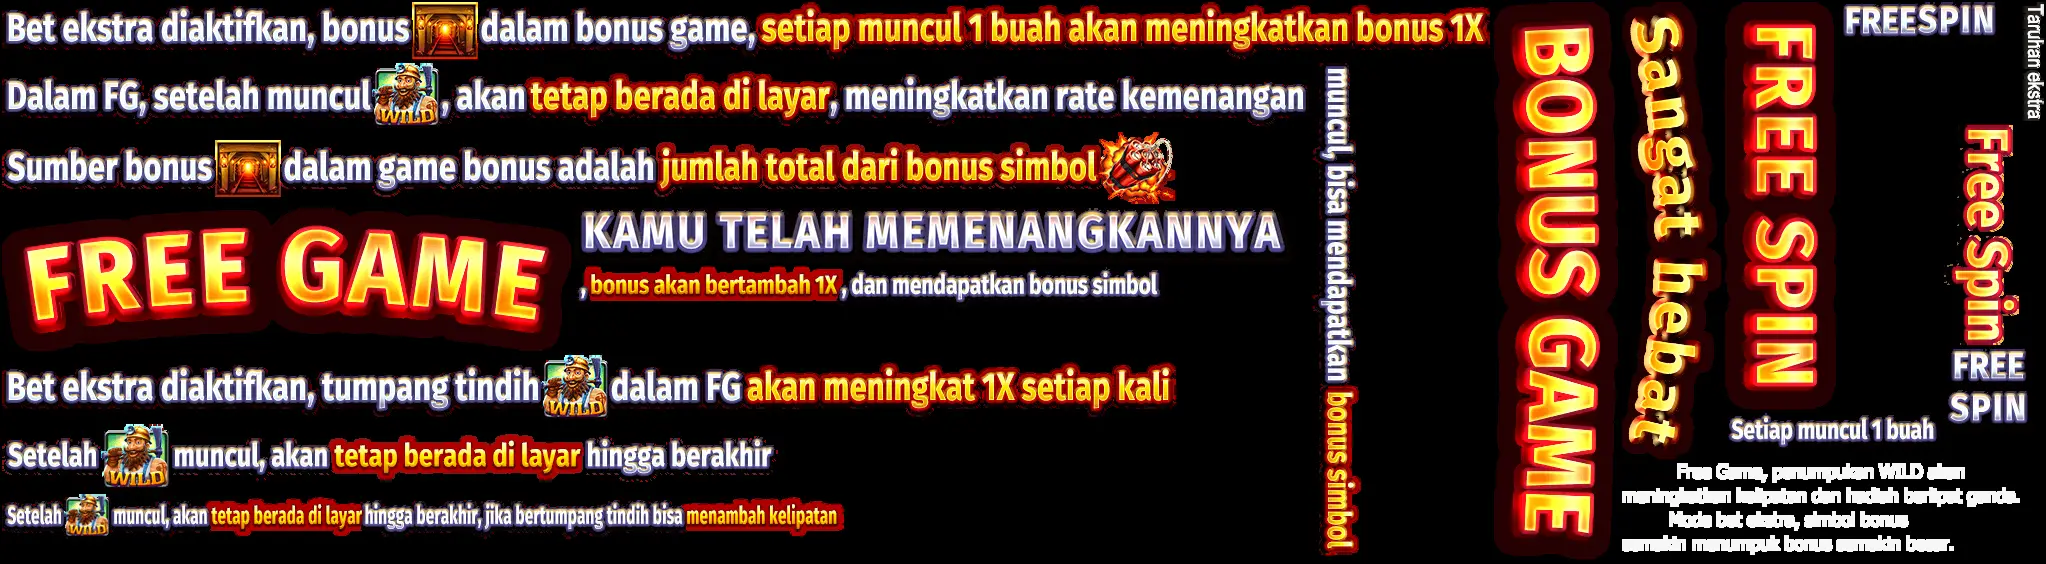 Bet ekstra diaktifkan, bonus dalam bonus game, setiap muncul 1 buah akan meningkatkan bonus 1X
Dalam FG, setelah muncul WILD, akan tetap berada di layar, meningkatkan rate kemenangan
Sumber bonus dalam game bonus adalah jumlah total dari bonus simbol
FREE GAME
KAMU TELAH MEMENANGKANNYA
, bonus akan bertambah 1X, dan mendapatkan bonus simbol
Bet ekstra diaktifkan, tumpang tindih WILD dalam FG akan meningkat 1X setiap kali
Setelah WILD muncul, akan tetap berada di layar hingga berakhir
Setelah WILD muncul, akan tetap berada di layar hingga berakhir, jika bertumpang tindih bisa menambah kelipatan
muncul, bisa mendapatkan bonus simbol
BONUS GAME
Sangat hebat
FREE SPIN
FREESPIN
Taruhan ekstra
Free Spin
FREE
SPIN
Setiap muncul 1 buah
Free Game, penumpukan WILD akan
meningkatkan kelipatan dan hadiah berlipat ganda.
Mode bet ekstra, simbol bonus
semakin menumpuk bonus semakin besar.